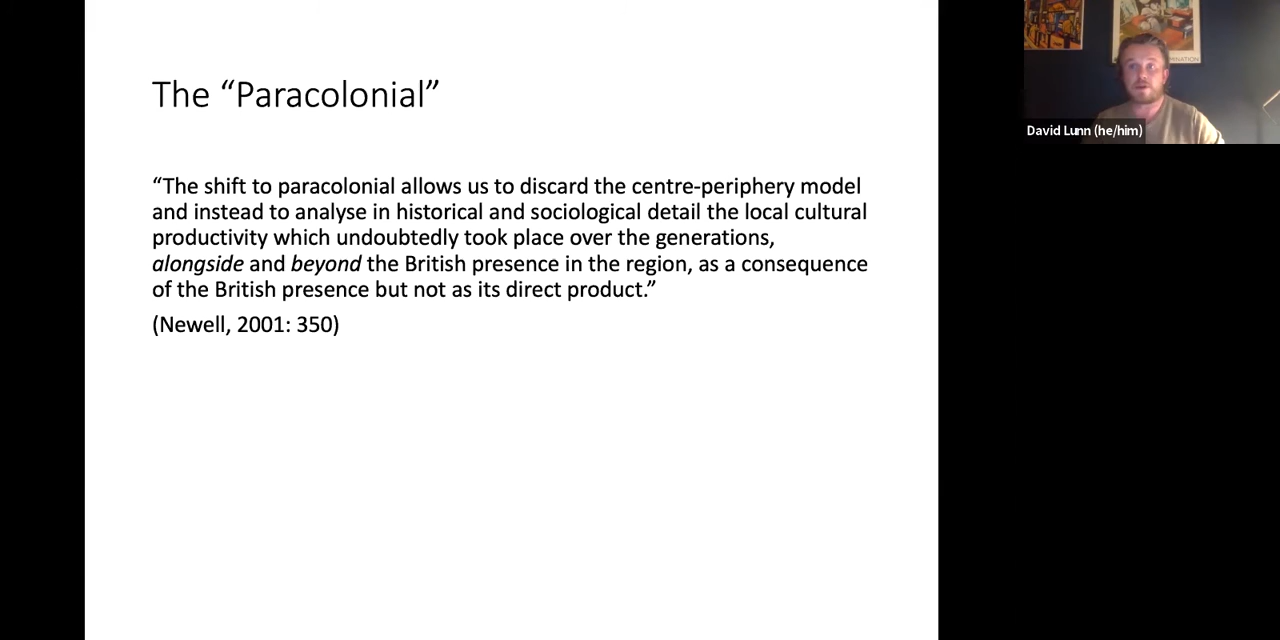 The “Paracolonial”
“The shift to paracolonial allows us to discard the centre-periphery model
and instead to analyse in historical and sociological detail the local cultural
productivity which undoubtedly took place over the generations,
alongside and beyond the British presence in the region, as a consequence
of the British presence but not as its direct product.”
(Newell, 2001: 350)
David Lunn (he/him)